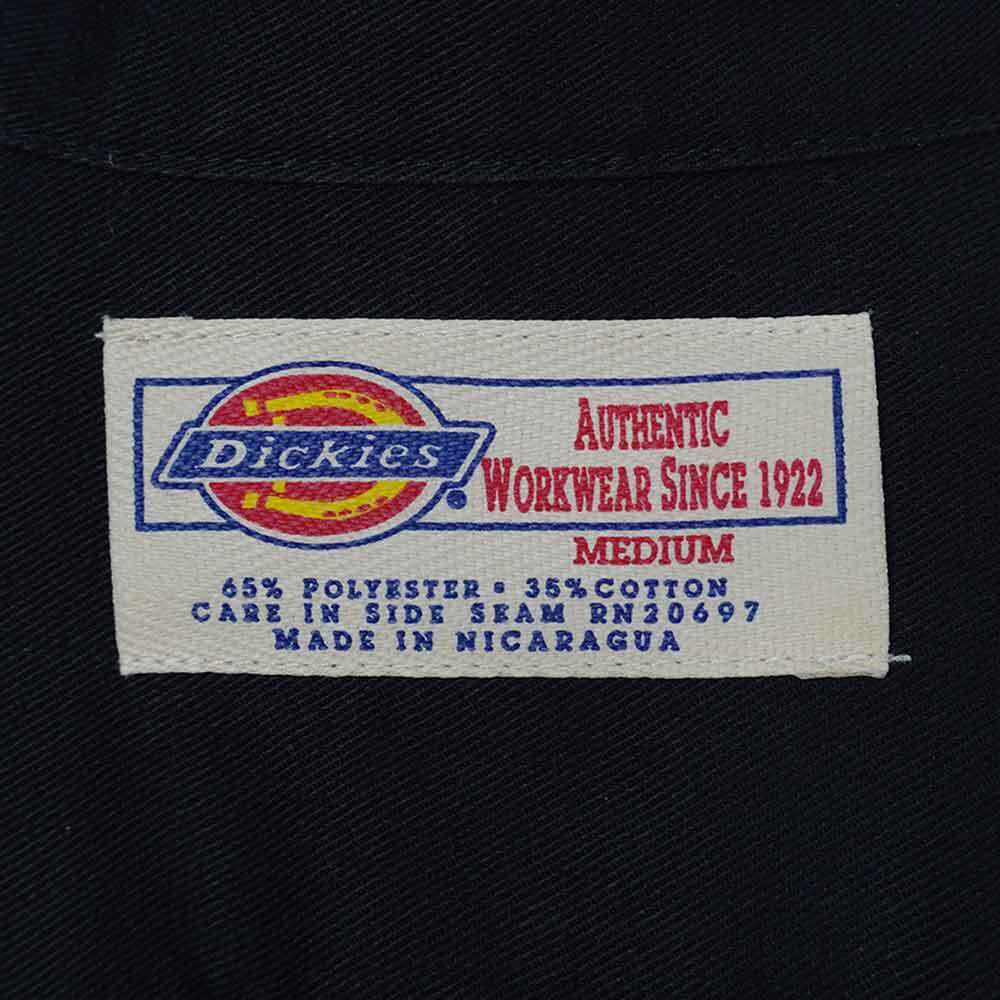 Dickies®
AUTHENTIC
WORKWEAR SINCE 1922
MEDIUM
65% POLYESTER • 35% COTTON
CARE IN SIDE SEAM RN20697
MADE IN NICARAGUA